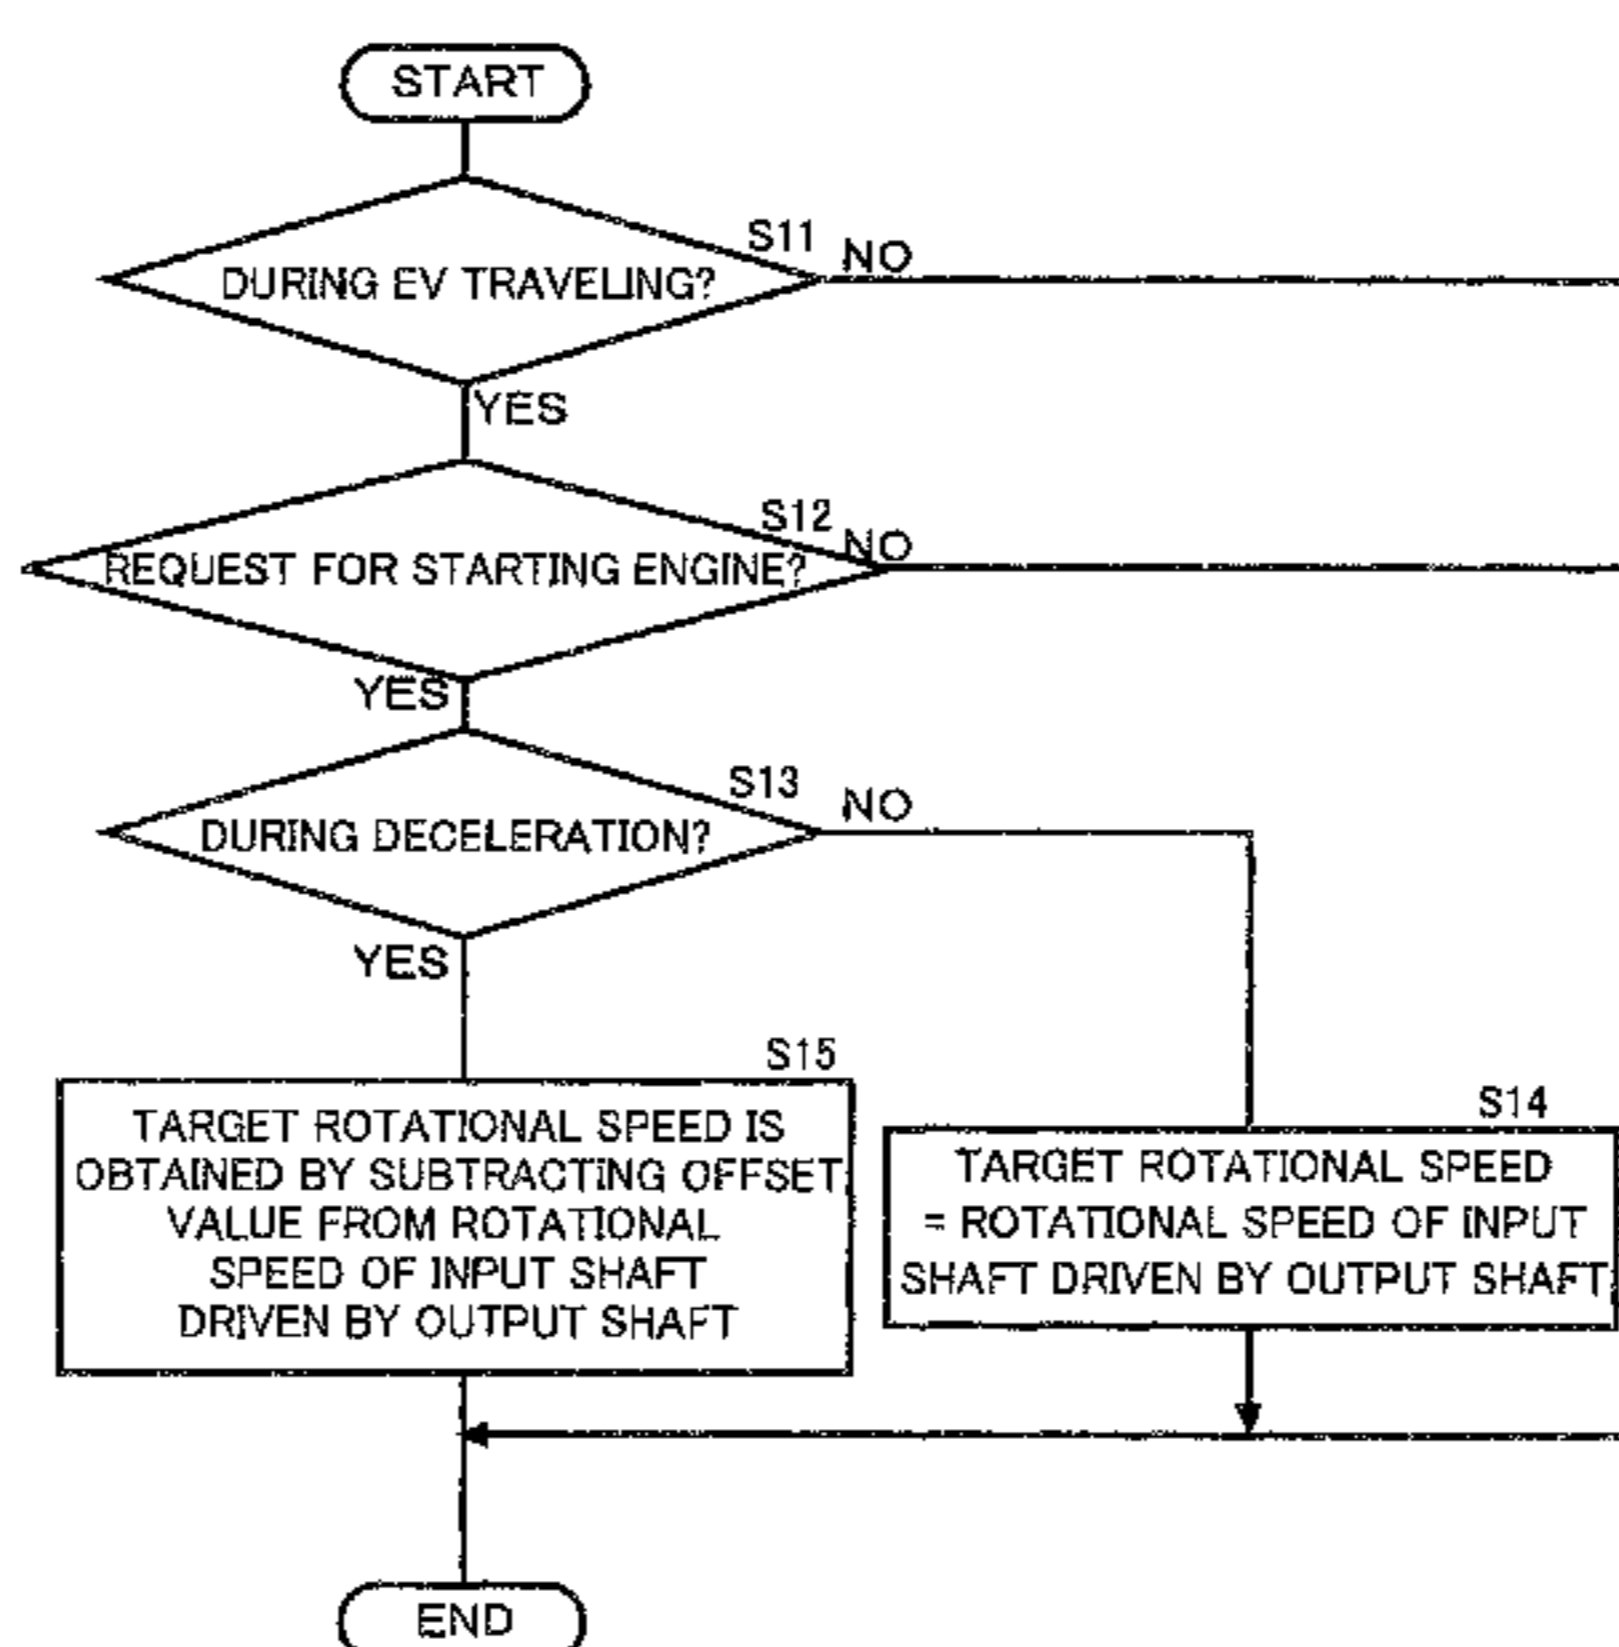 START
S11
NO
DURING EV TRAVELING?
YES
S12
NO
REQUEST FOR STARTING ENGINE?
YES
S13
NO
DURING DECELERATION?
YES
S15
TARGET ROTATIONAL SPEED IS
OBTAINED BY SUBTRACTING OFFSET
VALUE FROM ROTATIONAL
SPEED OF INPUT SHAFT
DRIVEN BY OUTPUT SHAFT
S14
TARGET ROTATIONAL SPEED
= ROTATIONAL SPEED OF INPUT
SHAFT DRIVEN BY OUTPUT SHAFT
END